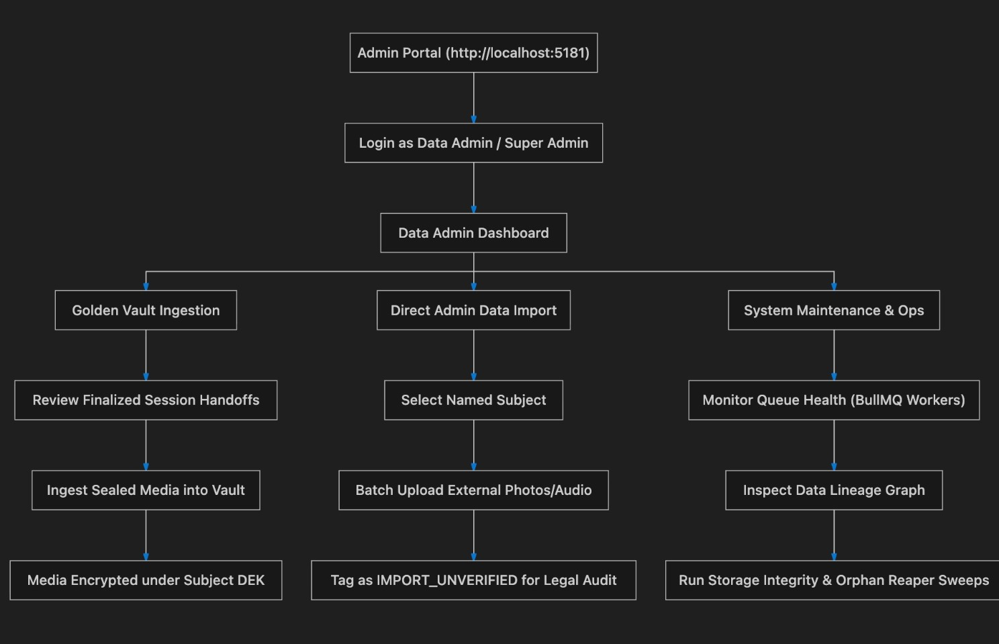 Admin Portal (http://localhost:5181)
Login as Data Admin / Super Admin
Data Admin Dashboard
Golden Vault Ingestion
Direct Admin Data Import
System Maintenance & Ops
Review Finalized Session Handoffs
Select Named Subject
Monitor Queue Health (BullMQ Workers)
Ingest Sealed Media into Vault
Batch Upload External Photos/Audio
Inspect Data Lineage Graph
Media Encrypted under Subject DEK
Tag as IMPORT_UNVERIFIED for Legal Audit
Run Storage Integrity & Orphan Reaper Sweeps